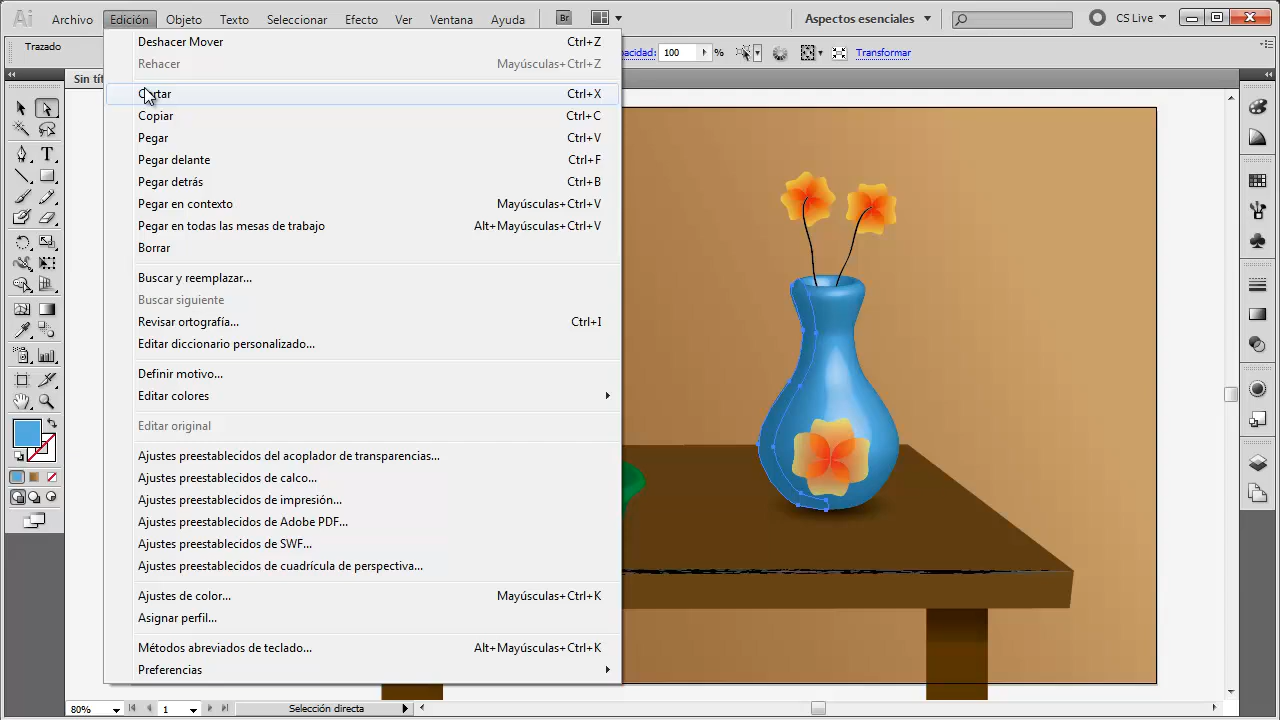 Ai Archivo Edición Objeto Texto Seleccionar Efecto Ver Ventana Ayuda Br Aspectos esenciales CS Live
Trazado
pacidad: 100 % Transformar
Sin tít
Deshacer Mover Ctrl+Z
Rehacer Mayúsculas+Ctrl+Z
Cortar Ctrl+X
Copiar Ctrl+C
Pegar Ctrl+V
Pegar delante Ctrl+F
Pegar detrás Ctrl+B
Pegar en contexto Mayúsculas+Ctrl+V
Pegar en todas las mesas de trabajo Alt+Mayúsculas+Ctrl+V
Borrar
Buscar y reemplazar...
Buscar siguiente
Revisar ortografía... Ctrl+I
Editar diccionario personalizado...
Definir motivo...
Editar colores
Editar original
Ajustes preestablecidos del acoplador de transparencias...
Ajustes preestablecidos de calco...
Ajustes preestablecidos de impresión...
Ajustes preestablecidos de Adobe PDF...
Ajustes preestablecidos de SWF...
Ajustes preestablecidos de cuadrícula de perspectiva...
Ajustes de color... Mayúsculas+Ctrl+K
Asignar perfil...
Métodos abreviados de teclado... Alt+Mayúsculas+Ctrl+K
Preferencias
80% 1 Selección directa